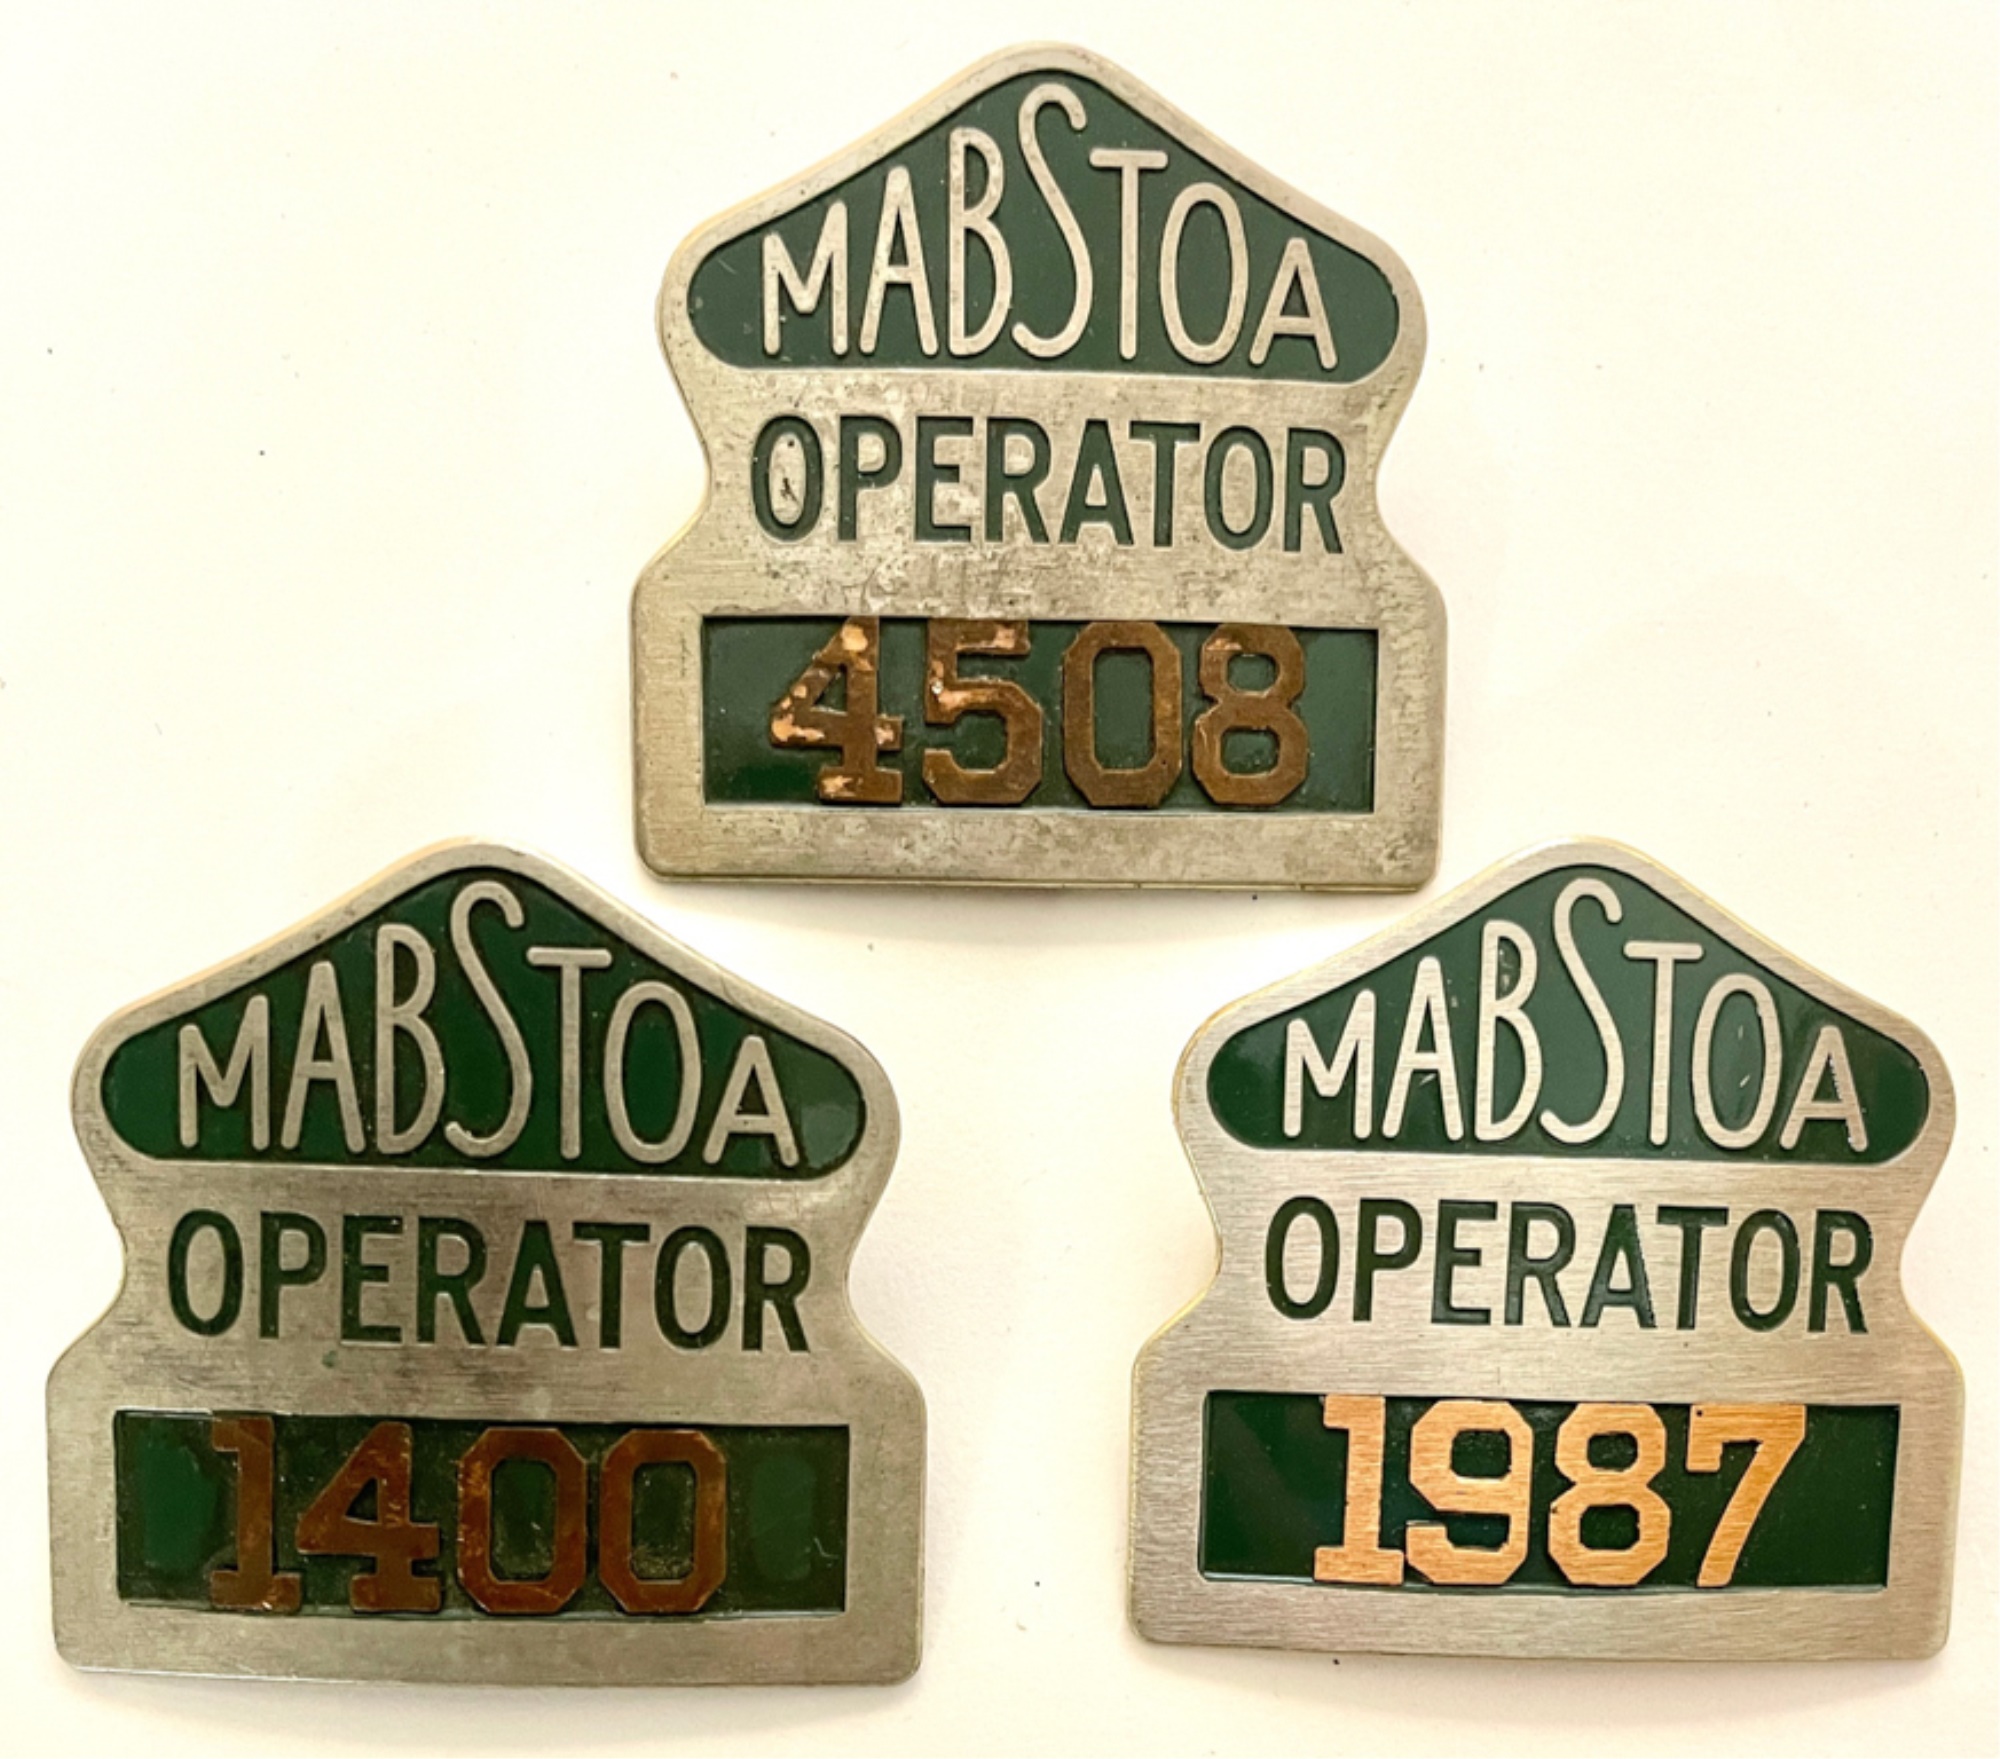 MABSTOA
OPERATOR
4508
MABSTOA
OPERATOR
1400
MABSTOA
OPERATOR
1987